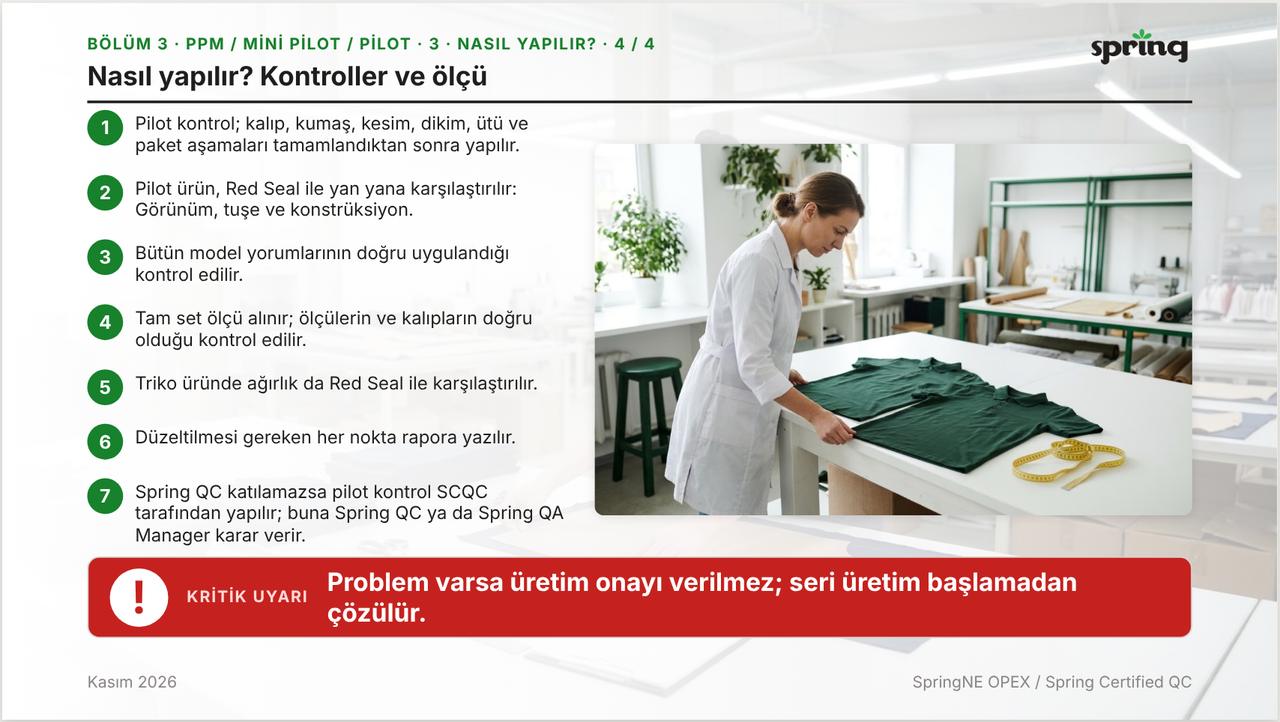 BÖLÜM 3 · PPM / MİNİ PİLOT / PİLOT · 3 · NASIL YAPILIR? · 4 / 4
spring
Nasıl yapılır? Kontroller ve ölçü
1 Pilot kontrol; kalıp, kumaş, kesim, dikim, ütü ve
paket aşamaları tamamlandıktan sonra yapılır.
2 Pilot ürün, Red Seal ile yan yana karşılaştırılır:
Görünüm, tuşe ve konstrüksiyon.
3 Bütün model yorumlarının doğru uygulandığı
kontrol edilir.
4 Tam set ölçü alınır; ölçülerin ve kalıpların doğru
olduğu kontrol edilir.
5 Triko üründe ağırlık da Red Seal ile karşılaştırılır.
6 Düzeltilmesi gereken her nokta rapora yazılır.
7 Spring QC katılamazsa pilot kontrol SCQC
tarafından yapılır; buna Spring QC ya da Spring QA
Manager karar verir.
! KRİTİK UYARI Problem varsa üretim onayı verilmez; seri üretim başlamadan
çözülür.
Kasım 2026
SpringNE OPEX / Spring Certified QC